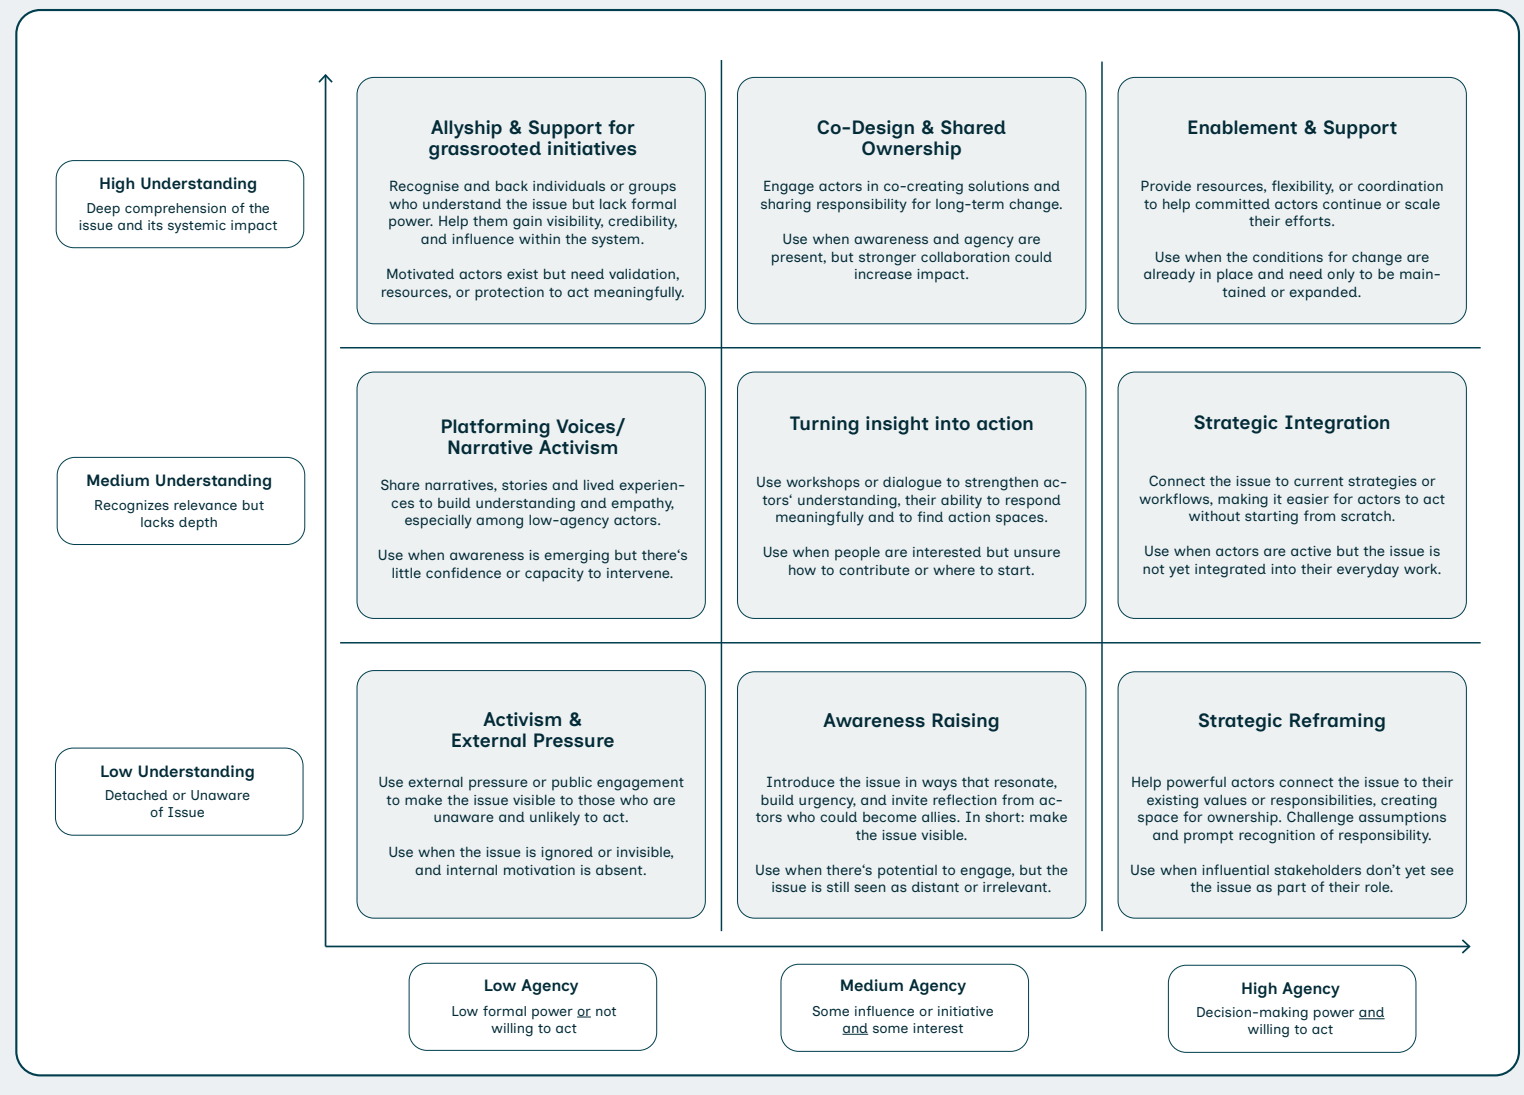 High Understanding
Deep comprehension of the
issue and its systemic impact
Allyship & Support for
grassrooted initiatives
Recognise and back individuals or groups
who understand the issue but lack formal
power. Help them gain visibility, credibility,
and influence within the system.
Motivated actors exist but need validation,
resources, or protection to act meaningfully.
Co-Design & Shared
Ownership
Engage actors in co-creating solutions and
sharing responsibility for long-term change.
Use when awareness and agency are
present, but stronger collaboration could
increase impact.
Enablement & Support
Provide resources, flexibility, or coordination
to help committed actors continue or scale
their efforts.
Use when the conditions for change are
already in place and need only to be main-
tained or expanded.
Medium Understanding
Recognizes relevance but
lacks depth
Platforming Voices/
Narrative Activism
Share narratives, stories and lived experien-
ces to build understanding and empathy,
especially among low-agency actors.
Use when awareness is emerging but there‘s
little confidence or capacity to intervene.
Turning insight into action
Use workshops or dialogue to strengthen ac-
tors‘ understanding, their ability to respond
meaningfully and to find action spaces.
Use when people are interested but unsure
how to contribute or where to start.
Strategic Integration
Connect the issue to current strategies or
workflows, making it easier for actors to act
without starting from scratch.
Use when actors are active but the issue is
not yet integrated into their everyday work.
Low Understanding
Detached or Unaware
of Issue
Activism &
External Pressure
Use external pressure or public engagement
to make the issue visible to those who are
unaware and unlikely to act.
Use when the issue is ignored or invisible,
and internal motivation is absent.
Awareness Raising
Introduce the issue in ways that resonate,
build urgency, and invite reflection from ac-
tors who could become allies. In short: make
the issue visible.
Use when there‘s potential to engage, but the
issue is still seen as distant or irrelevant.
Strategic Reframing
Help powerful actors connect the issue to their
existing values or responsibilities, creating
space for ownership. Challenge assumptions
and prompt recognition of responsibility.
Use when influential stakeholders don’t yet see
the issue as part of their role.
Low Agency
Low formal power or not
willing to act
Medium Agency
Some influence or initiative
and some interest
High Agency
Decision-making power and
willing to act